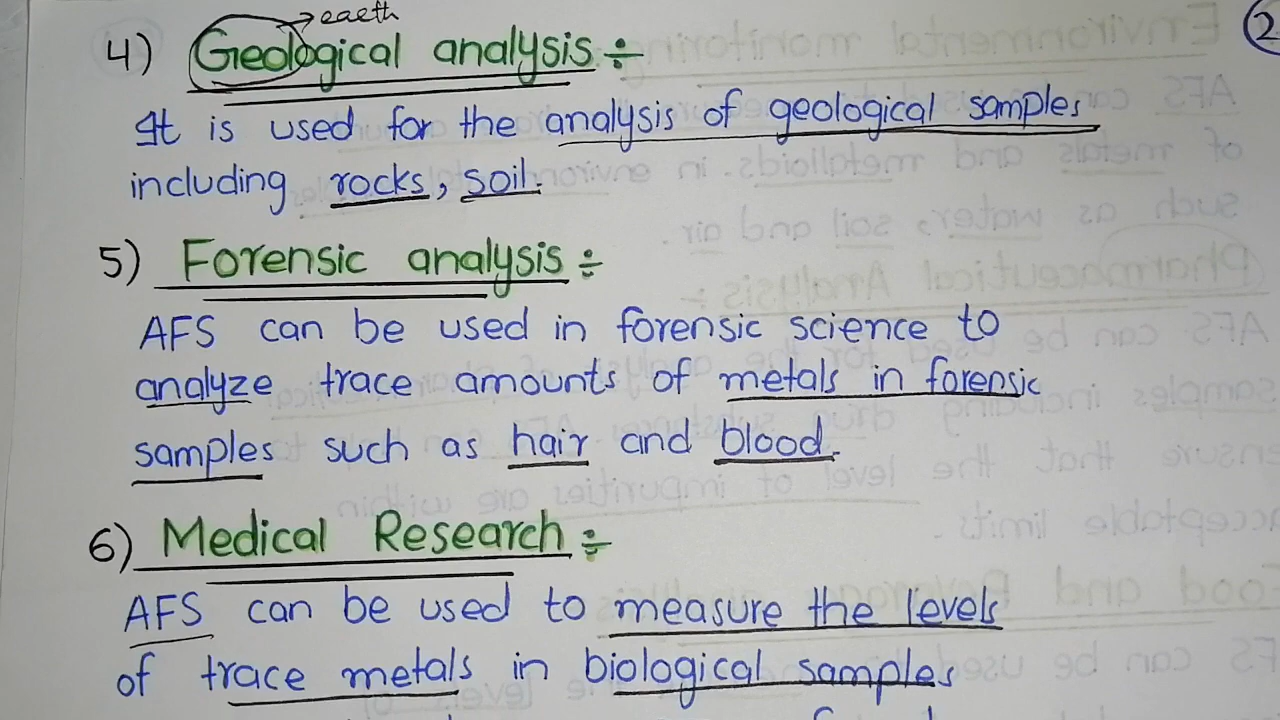 → earth
2
4) Geological analysis ÷
It is used for the analysis of geological samples
including rocks, soil.
5) Forensic analysis ÷
AFS can be used in forensic science to
analyze trace amounts of metals in forensic
samples such as hair and blood.
6) Medical Research ÷
AFS can be used to measure the levels
of trace metals in biological samples